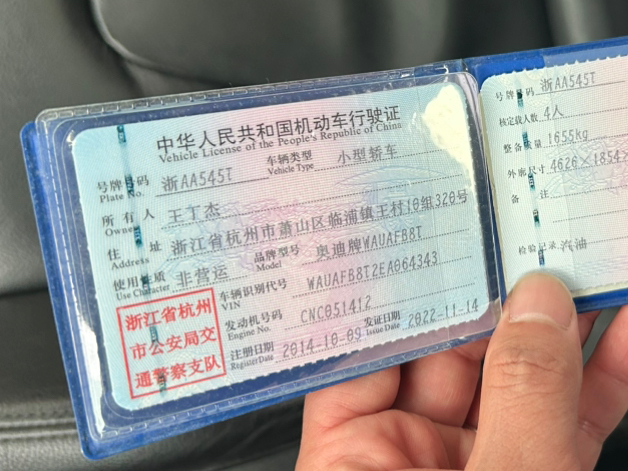 中华人民共和国机动车行驶证
Vehicle License of the People's Republic of China
号牌号码 浙AA545T 车辆类型 小型轿车
Plate No. Vehicle Type
所有人 王丁杰
Owner
住址 浙江省杭州市萧山区临浦镇王村10组320号
Address
使用性质 非营运 品牌型号 奥迪牌WAUAFB8T
Use Character Model
浙江省杭州
市公安局交
通警察支队
车辆识别代号 WAUAFB8T2EA064343
VIN
发动机号码 CNC051412
Engine No.
注册日期 2014-10-09 发证日期 2022-11-14
Register Date Issue Date
号牌号码 浙AA545T
核定载人数 4人
整备质量 1655kg
外廓尺寸 4626×1854×
备注
检验记录 汽油